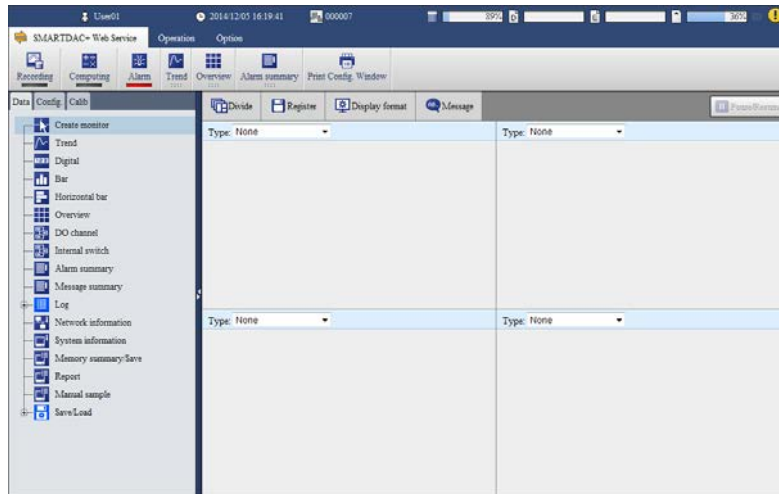 User01 2014/12/05 16:19:41 000007 89% D E 36%
SMARTDAC+ Web Service Operation Option
Recording Computing Alarm Trend Overview Alarm summary Print Config. Window
Data Config. Calib Divide Register Display format Message
Create monitor
Type: None Type: None
Trend
Digital
Bar
Horizontal bar
Overview
DO channel
Internal switch
Alarm summary
Message summary
Log
Type: None Type: None
Network information
System information
Memory summary/Save
Report
Manual sample
Save/Load